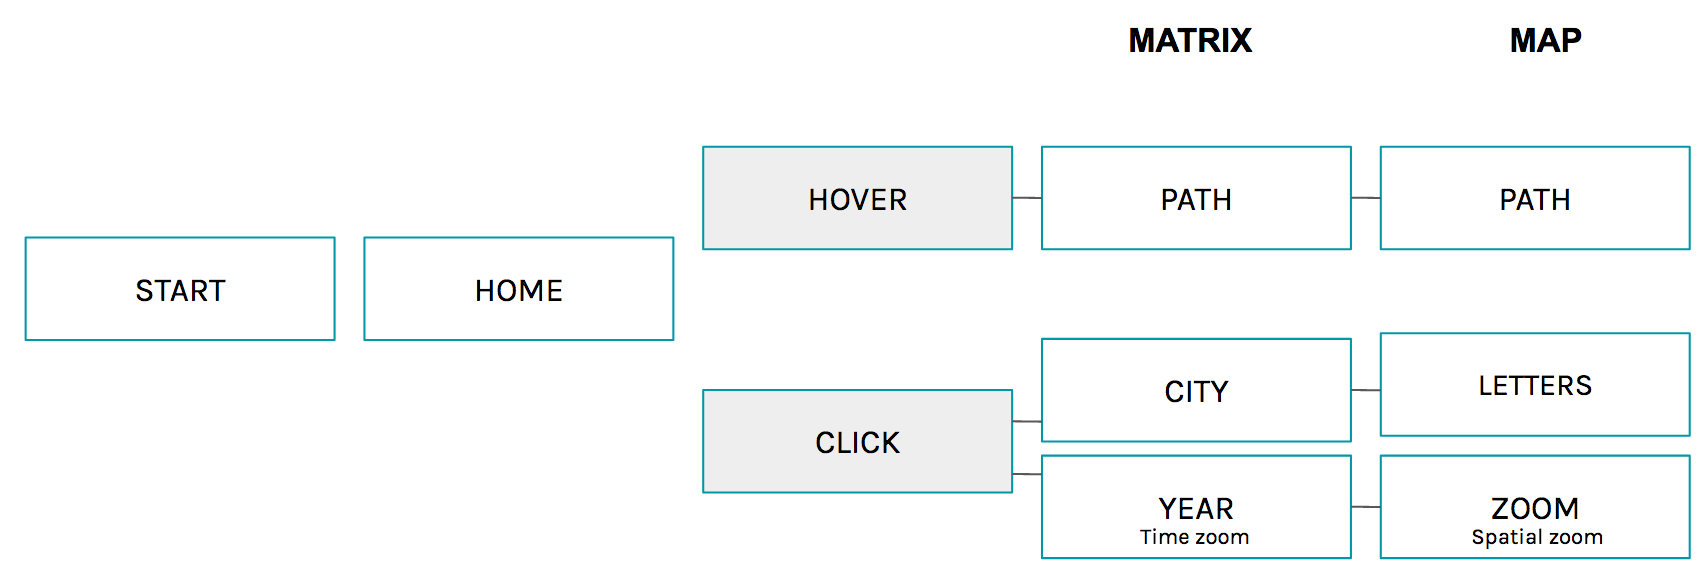 MATRIX
MAP
HOVER
PATH
PATH
START
HOME
CITY
LETTERS
CLICK
YEAR
Time zoom
ZOOM
Spatial zoom